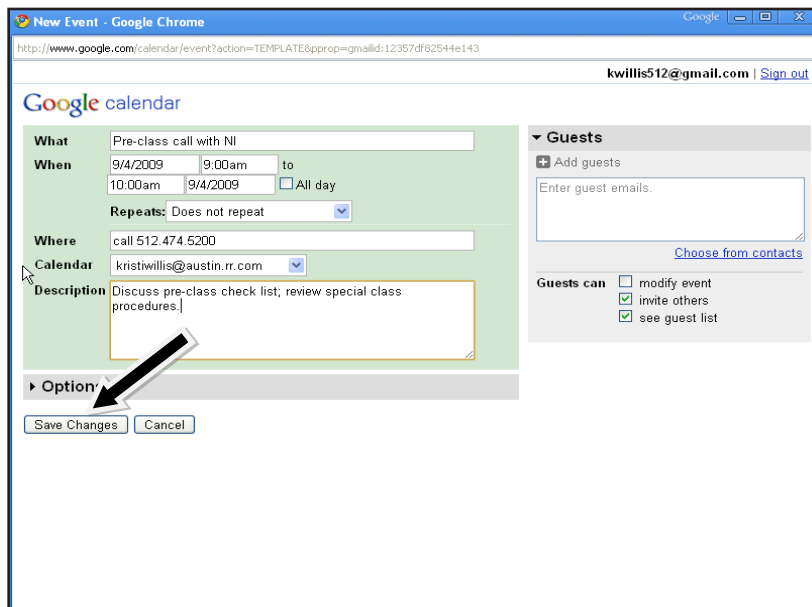 New Event - Google Chrome
Google
http://www.google.com/calendar/event?action=TEMPLATE&pprop=gmailid:12357df82544e143
kwillis512@gmail.com | Sign out
Google calendar
What Pre-class call with NI
When 9/4/2009 9:00am to
10:00am 9/4/2009 All day
Repeats: Does not repeat
Where call 512.474.5200
Calendar kristiwillis@austin.rr.com
Description Discuss pre-class check list; review special class
procedures.
Option
Save Changes Cancel
Guests
Add guests
Enter guest emails.
Choose from contacts
Guests can modify event
invite others
see guest list